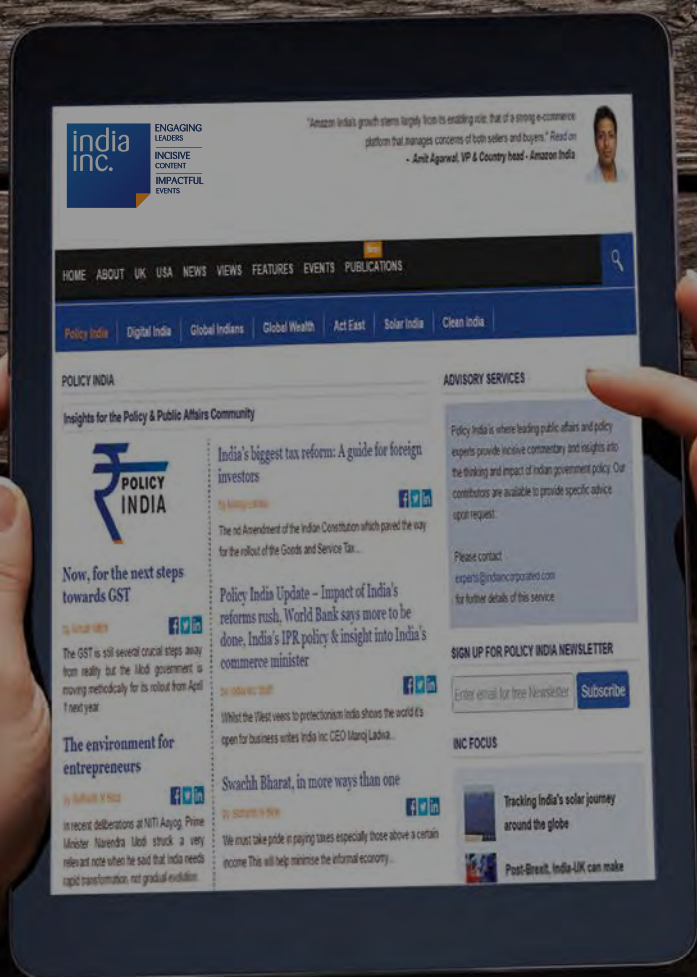 india
inc.
ENGAGING
LEADERS
INCISIVE
CONTENT
IMPACTFUL
EVENTS
"Amazon India's growth stems largely from its enabling role; that of a strong e-commerce
platform that manages concerns of both sellers and buyers." Read on
- Amit Agarwal, VP & Country head - Amazon India
New
HOME ABOUT UK USA NEWS VIEWS FEATURES EVENTS PUBLICATIONS
Policy India Digital India Global Indians Global Wealth Act East Solar India Clean India
POLICY INDIA
Insights for the Policy & Public Affairs Community
POLICY
INDIA
Now, for the next steps
towards GST
by
The GST is still several crucial steps away
from reality but the Modi government is
moving methodically for its rollout from April
1 next year.
The environment for
entrepreneurs
by
In recent deliberations at NITI Aayog, Prime
Minister Narendra Modi struck a very
relevant note when he said that India needs
rapid transformation, not gradual evolution.
India's biggest tax reform: A guide for foreign
investors
by
The nd Amendment of the Indian Constitution which paved the way
for the rollout of the Goods and Service Tax...
Policy India Update – Impact of India's
reforms rush, World Bank says more to be
done, India's IPR policy & insight into India's
commerce minister
by India Inc Staff
Whilst the West veers to protectionism India shows the world it's
open for business writes India Inc CEO Manoj Ladwa...
Swachh Bharat, in more ways than one
by
We must take pride in paying taxes especially those above a certain
income This will help minimise the informal economy...
ADVISORY SERVICES
Policy India is where leading public affairs and policy
experts provide incisive commentary and insights into
the thinking and impact of Indian government policy. Our
contributors are available to provide specific advice
upon request.
Please contact
experts@indiaincorporated.com
for further details of this service
SIGN UP FOR POLICY INDIA NEWSLETTER
Enter email for free Newsletter Subscribe
INC FOCUS
Tracking India's solar journey
around the globe
Post-Brexit, India-UK can make